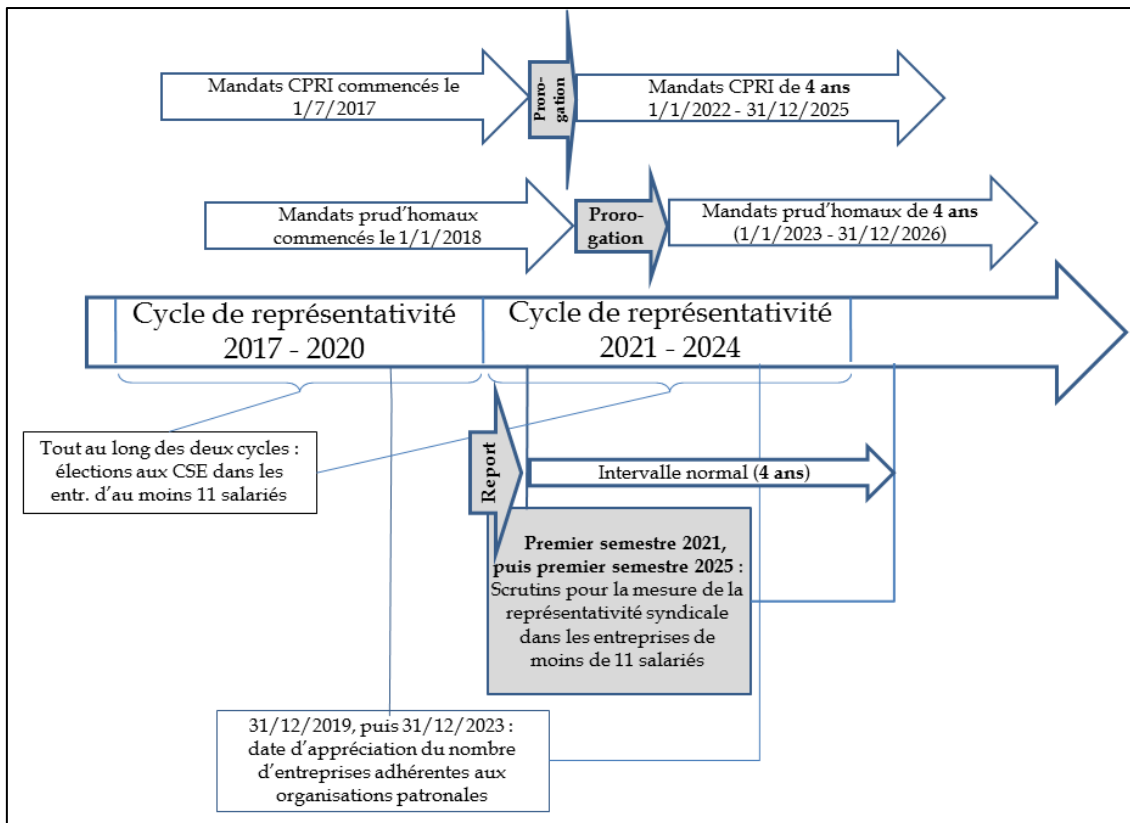 Mandats CPRI commencés le
1/7/2017
Proro-
gation
Mandats CPRI de 4 ans
1/1/2022 - 31/12/2025
Mandats prud’homaux
commencés le 1/1/2018
Proro-
gation
Mandats prud’homaux de 4 ans
(1/1/2023 - 31/12/2026)
Cycle de représentativité
2017 - 2020
Cycle de représentativité
2021 - 2024
Tout au long des deux cycles :
élections aux CSE dans les
entr. d’au moins 11 salariés
Report
Intervalle normal (4 ans)
Premier semestre 2021,
puis premier semestre 2025 :
Scrutins pour la mesure de la
représentativité syndicale
dans les entreprises de
moins de 11 salariés
31/12/2019, puis 31/12/2023 :
date d’appréciation du nombre
d’entreprises adhérentes aux
organisations patronales